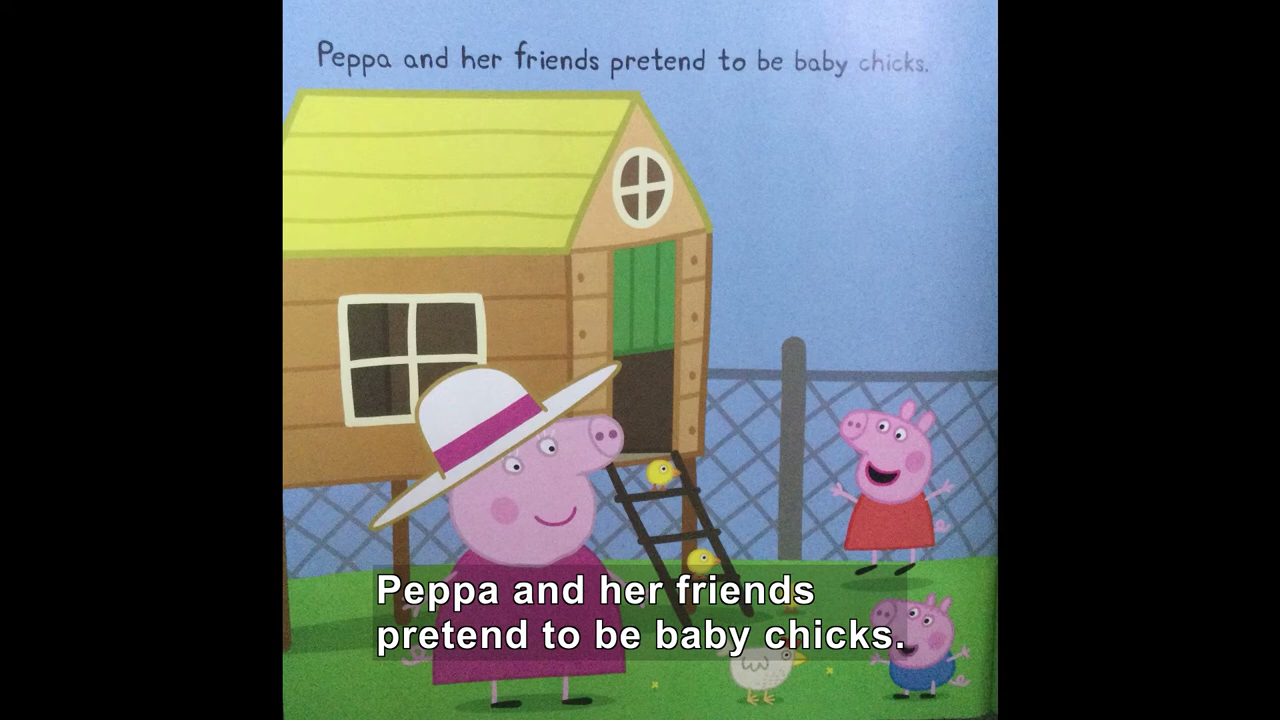 Peppa and her friends pretend to be baby chicks.
Peppa and her friends
pretend to be baby chicks.